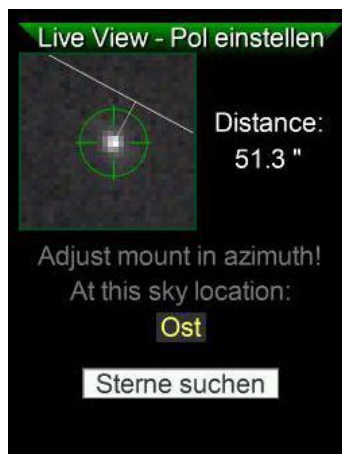 Live View - Pol einstellen
Distance:
51.3 "
Adjust mount in azimuth!
At this sky location:
Ost
Sterne suchen